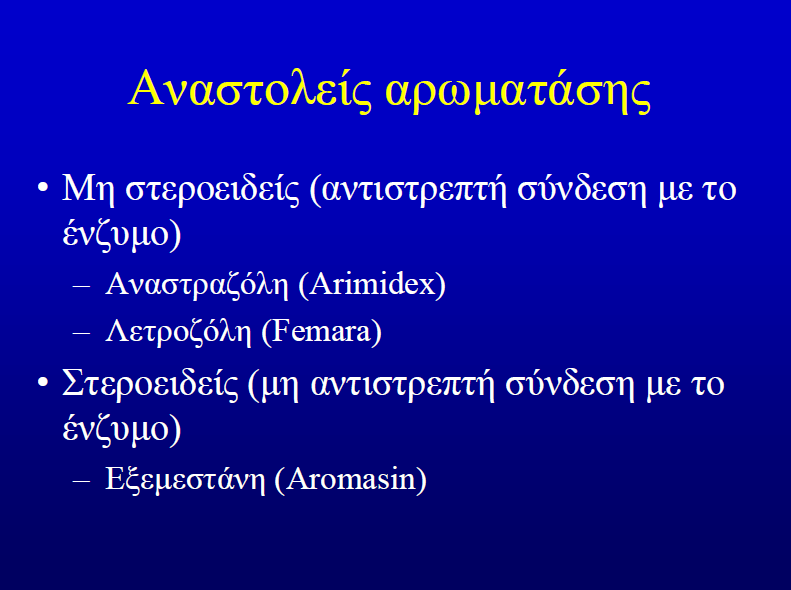 Αναστολείς αρωματάσης
• Μη στεροειδείς (αντιστρεπτή σύνδεση με το
ένζυμο)
– Αναστραζόλη (Arimidex)
– Λετροζόλη (Femara)
• Στεροειδείς (μη αντιστρεπτή σύνδεση με το
ένζυμο)
– Εξεμεστάνη (Aromasin)